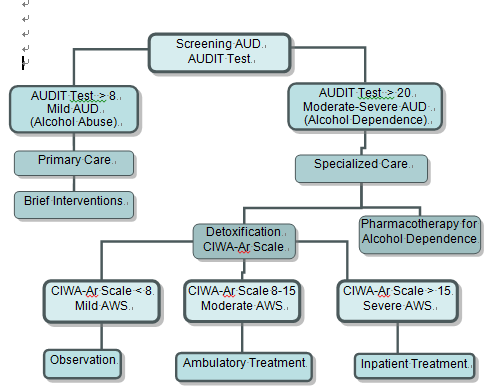 Screening AUD.
AUDIT Test.
AUDIT Test > 8.
Mild AUD.
(Alcohol Abuse).
AUDIT Test > 20.
Moderate-Severe AUD.
(Alcohol Dependence).
Primary Care
Specialized Care
Brief Interventions
Detoxification
CIWA-Ar Scale
Pharmacotherapy for
Alcohol Dependence
CIWA-Ar Scale < 8
Mild AWS
CIWA-Ar Scale 8-15
Moderate AWS
CIWA-Ar Scale > 15
Severe AWS
Observation
Ambulatory Treatment
Inpatient Treatment